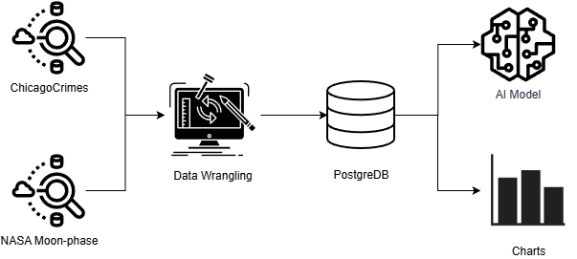 ChicagoCrimes
AI Model
Data Wrangling
PostgreDB
NASA Moon-phase
Charts